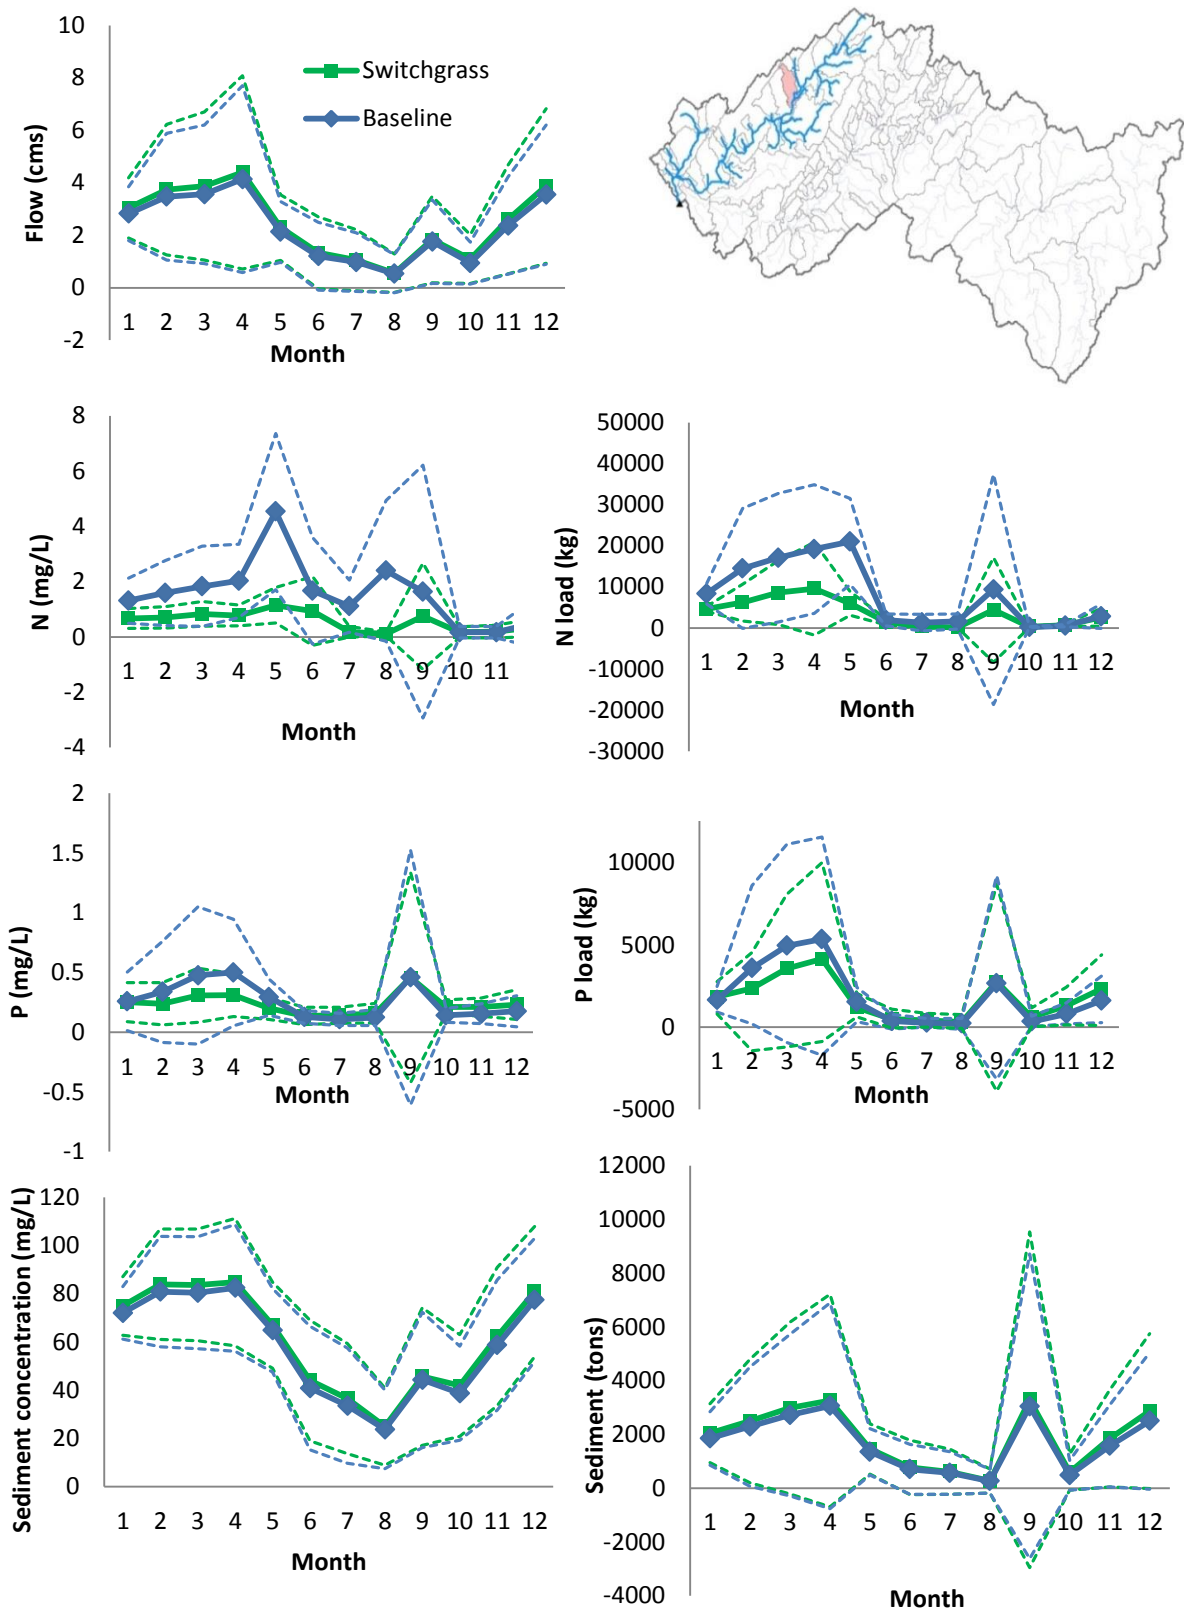 10
8
6
4
2
0
-2
Flow (cms)
Switchgrass
Baseline
1 2 3 4 5 6 7 8 9 10 11 12
Month
8
6
4
2
0
-2
-4
N (mg/L)
1 2 3 4 5 6 7 8 9 10 11
Month
50000
40000
30000
20000
10000
0
-10000
-20000
-30000
N load (kg)
1 2 3 4 5 6 7 8 9 10 11 12
Month
2
1.5
1
0.5
0
-0.5
-1
P (mg/L)
1 2 3 4 5 6 7 8 9 10 11 12
Month
10000
5000
0
-5000
P load (kg)
1 2 3 4 5 6 7 8 9 10 11 12
Month
120
100
80
60
40
20
0
Sediment concentration (mg/L)
1 2 3 4 5 6 7 8 9 10 11 12
Month
12000
10000
8000
6000
4000
2000
0
-2000
-4000
Sediment (tons)
1 2 3 4 5 6 7 8 9 10 11 12
Month